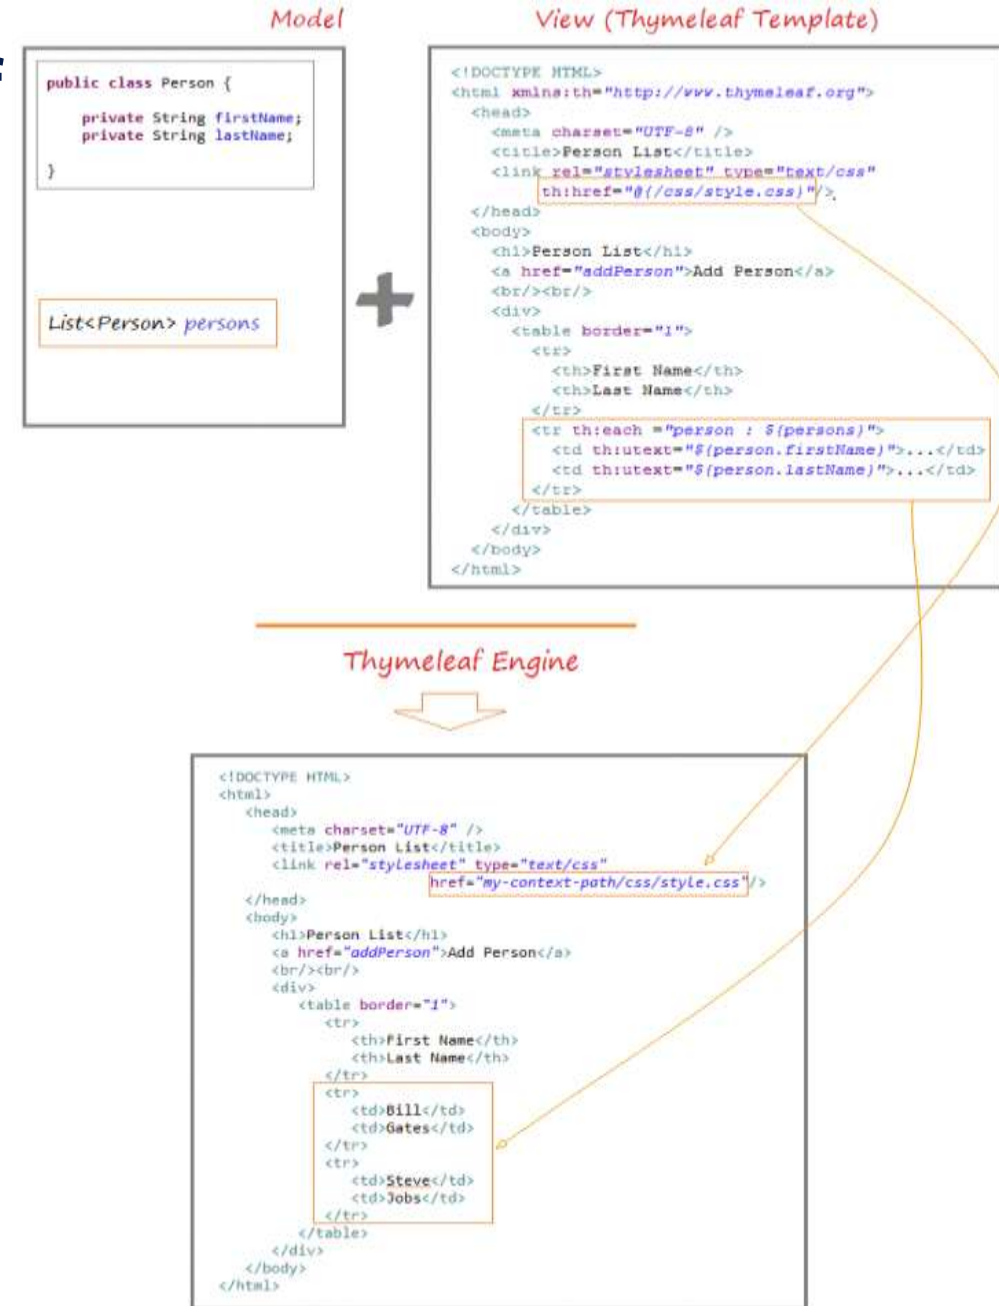 Model
public class Person {
private String firstName;
private String lastName;
}
List<Person> persons
View (Thymeleaf Template)
<!DOCTYPE HTML>
<html xmlns:th="http://www.thymeleaf.org">
<head>
<meta charset="UTF-8" />
<title>Person List</title>
<link rel="stylesheet" type="text/css"
th:href="@{/css/style.css}"/>
</head>
<body>
<h1>Person List</h1>
<a href="addPerson">Add Person</a>
<br/><br/>
<div>
<table border="1">
<tr>
<th>First Name</th>
<th>Last Name</th>
</tr>
<tr th:each ="person : ${persons}">
<td th:utext="${person.firstName}">...</td>
<td th:utext="${person.lastName}">...</td>
</tr>
</table>
</div>
</body>
</html>
Thymeleaf Engine
<!DOCTYPE HTML>
<html>
<head>
<meta charset="UTF-8" />
<title>Person List</title>
<link rel="stylesheet" type="text/css"
href="my-context-path/css/style.css"/>
</head>
<body>
<h1>Person List</h1>
<a href="addPerson">Add Person</a>
<br/><br/>
<div>
<table border="1">
<tr>
<th>First Name</th>
<th>Last Name</th>
</tr>
<tr>
<td>Bill</td>
<td>Gates</td>
</tr>
<tr>
<td>Steve</td>
<td>Jobs</td>
</tr>
</table>
</div>
</body>
</html>